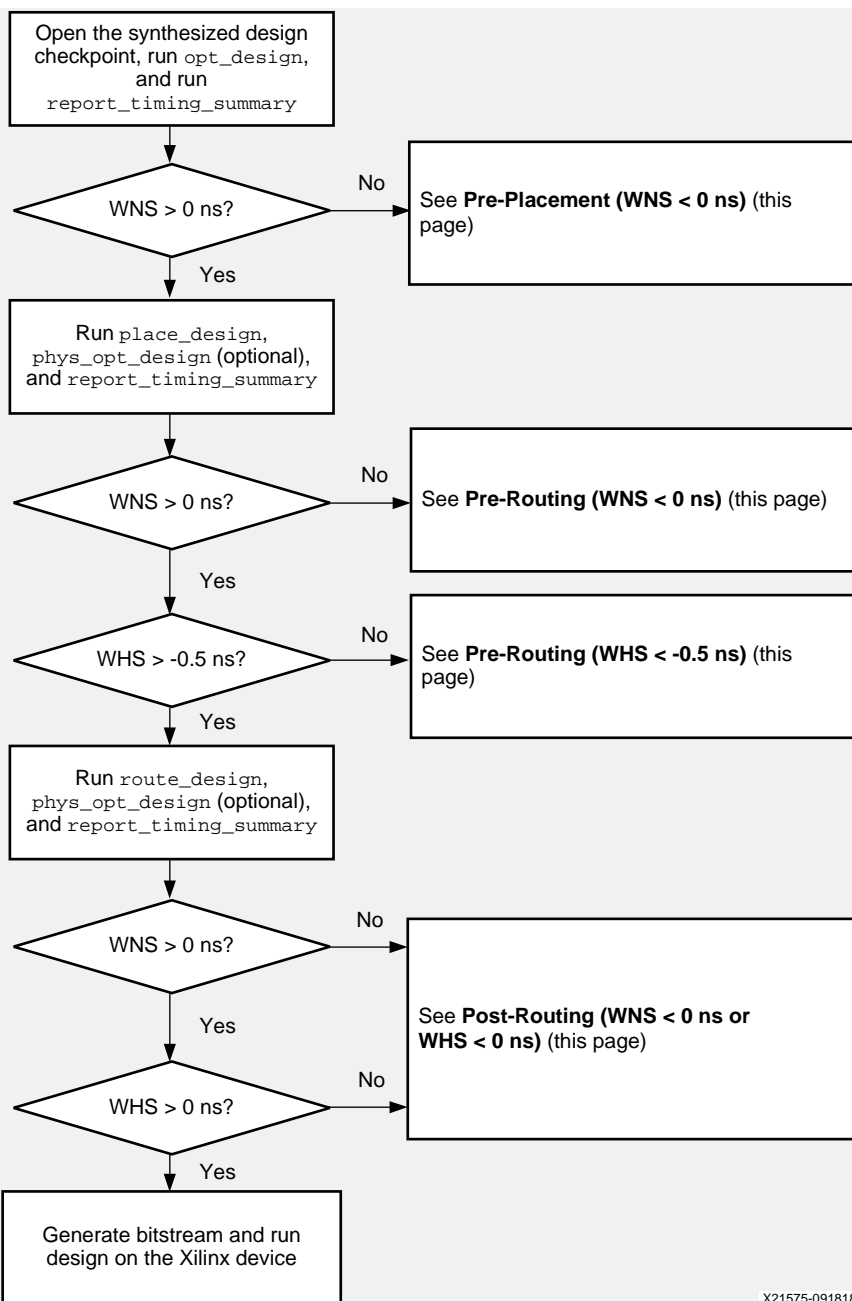 Open the synthesized design
checkpoint, run opt_design,
and run
report_timing_summary
WNS > 0 ns?
No
See Pre-Placement (WNS < 0 ns) (this
page)
Yes
Run place_design,
phys_opt_design (optional),
and report_timing_summary
WNS > 0 ns?
No
See Pre-Routing (WNS < 0 ns) (this page)
Yes
WHS > -0.5 ns?
No
See Pre-Routing (WHS < -0.5 ns) (this
page)
Yes
Run route_design,
phys_opt_design (optional),
and report_timing_summary
WNS > 0 ns?
No
See Post-Routing (WNS < 0 ns or
WHS < 0 ns) (this page)
Yes
WHS > 0 ns?
No
Yes
Generate bitstream and run
design on the Xilinx device
X21575-091818